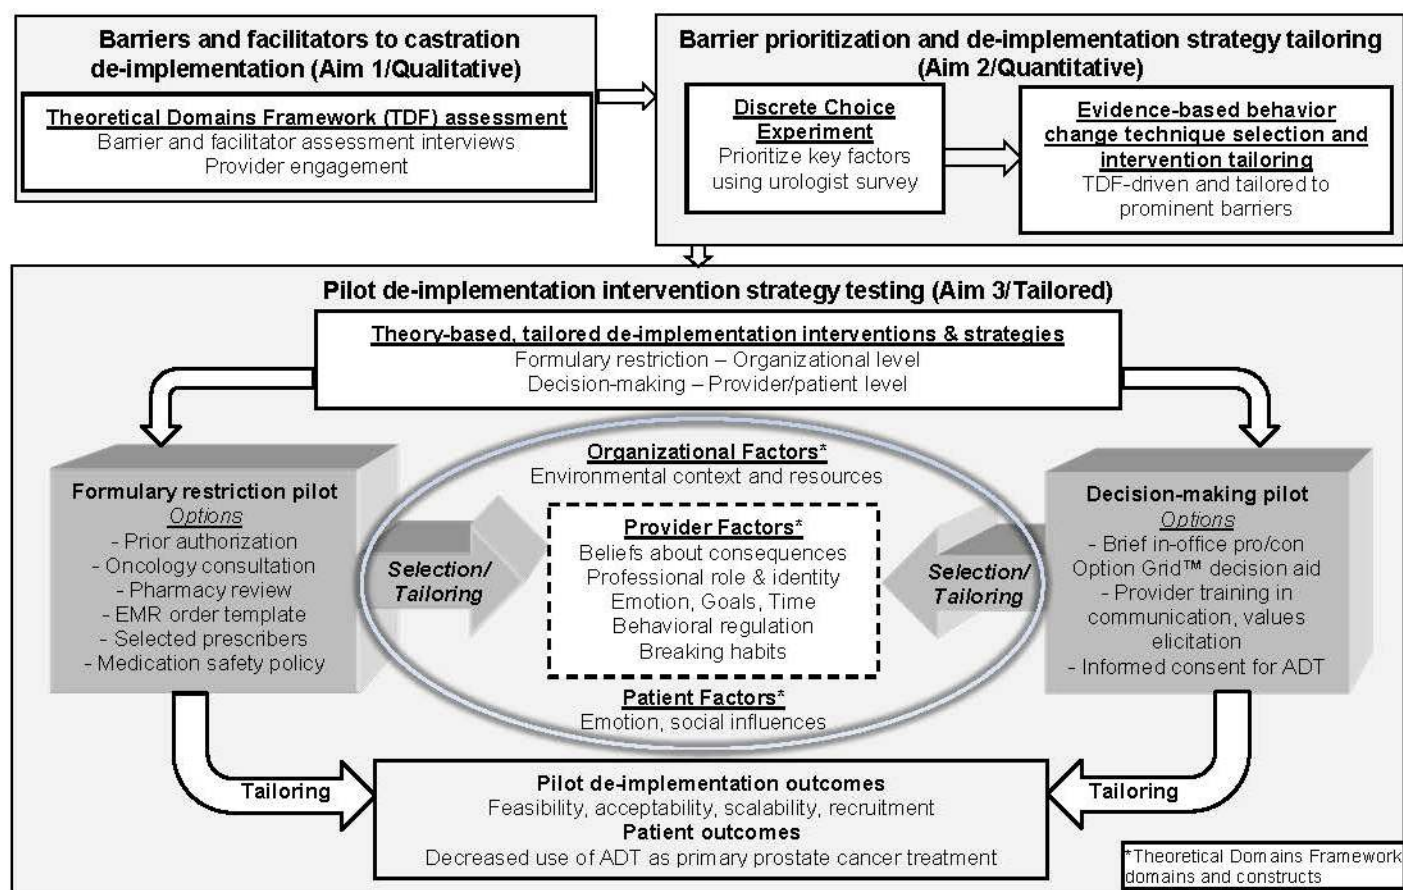 Barriers and facilitators to castration
de-implementation (Aim 1/Qualitative)
Theoretical Domains Framework (TDF) assessment
Barrier and facilitator assessment interviews
Provider engagement
Barrier prioritization and de-implementation strategy tailoring
(Aim 2/Quantitative)
Discrete Choice
Experiment
Prioritize key factors
using urologist survey
Evidence-based behavior
change technique selection and
intervention tailoring
TDF-driven and tailored to
prominent barriers
Pilot de-implementation intervention strategy testing (Aim 3/Tailored)
Theory-based, tailored de-implementation interventions & strategies
Formulary restriction – Organizational level
Decision-making – Provider/patient level
Formulary restriction pilot
Options
- Prior authorization
- Oncology consultation
- Pharmacy review
- EMR order template
- Selected prescribers
- Medication safety policy
Selection/
Tailoring
Organizational Factors*
Environmental context and resources
Provider Factors*
Beliefs about consequences
Professional role & identity
Emotion, Goals, Time
Behavioral regulation
Breaking habits
Patient Factors*
Emotion, social influences
Selection/
Tailoring
Decision-making pilot
Options
- Brief in-office pro/con
Option Grid™ decision aid
- Provider training in
communication, values
elicitation
- Informed consent for ADT
Tailoring
Pilot de-implementation outcomes
Feasibility, acceptability, scalability, recruitment
Patient outcomes
Decreased use of ADT as primary prostate cancer treatment
Tailoring
*Theoretical Domains Framework
domains and constructs